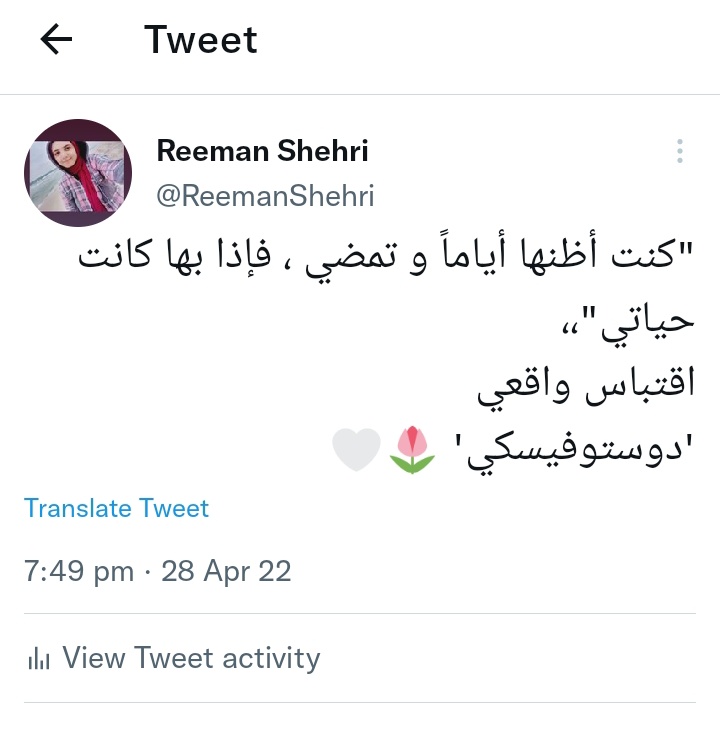 Tweet
Reeman Shehri
@ReemanShehri
"كنت أظنها أياماً و تمضي ، فإذا بها كانت
حياتي"،،
اقتباس واقعي
'دوستوفيسكي' 🌷🤍
Translate Tweet
7:49 pm · 28 Apr 22
View Tweet activity